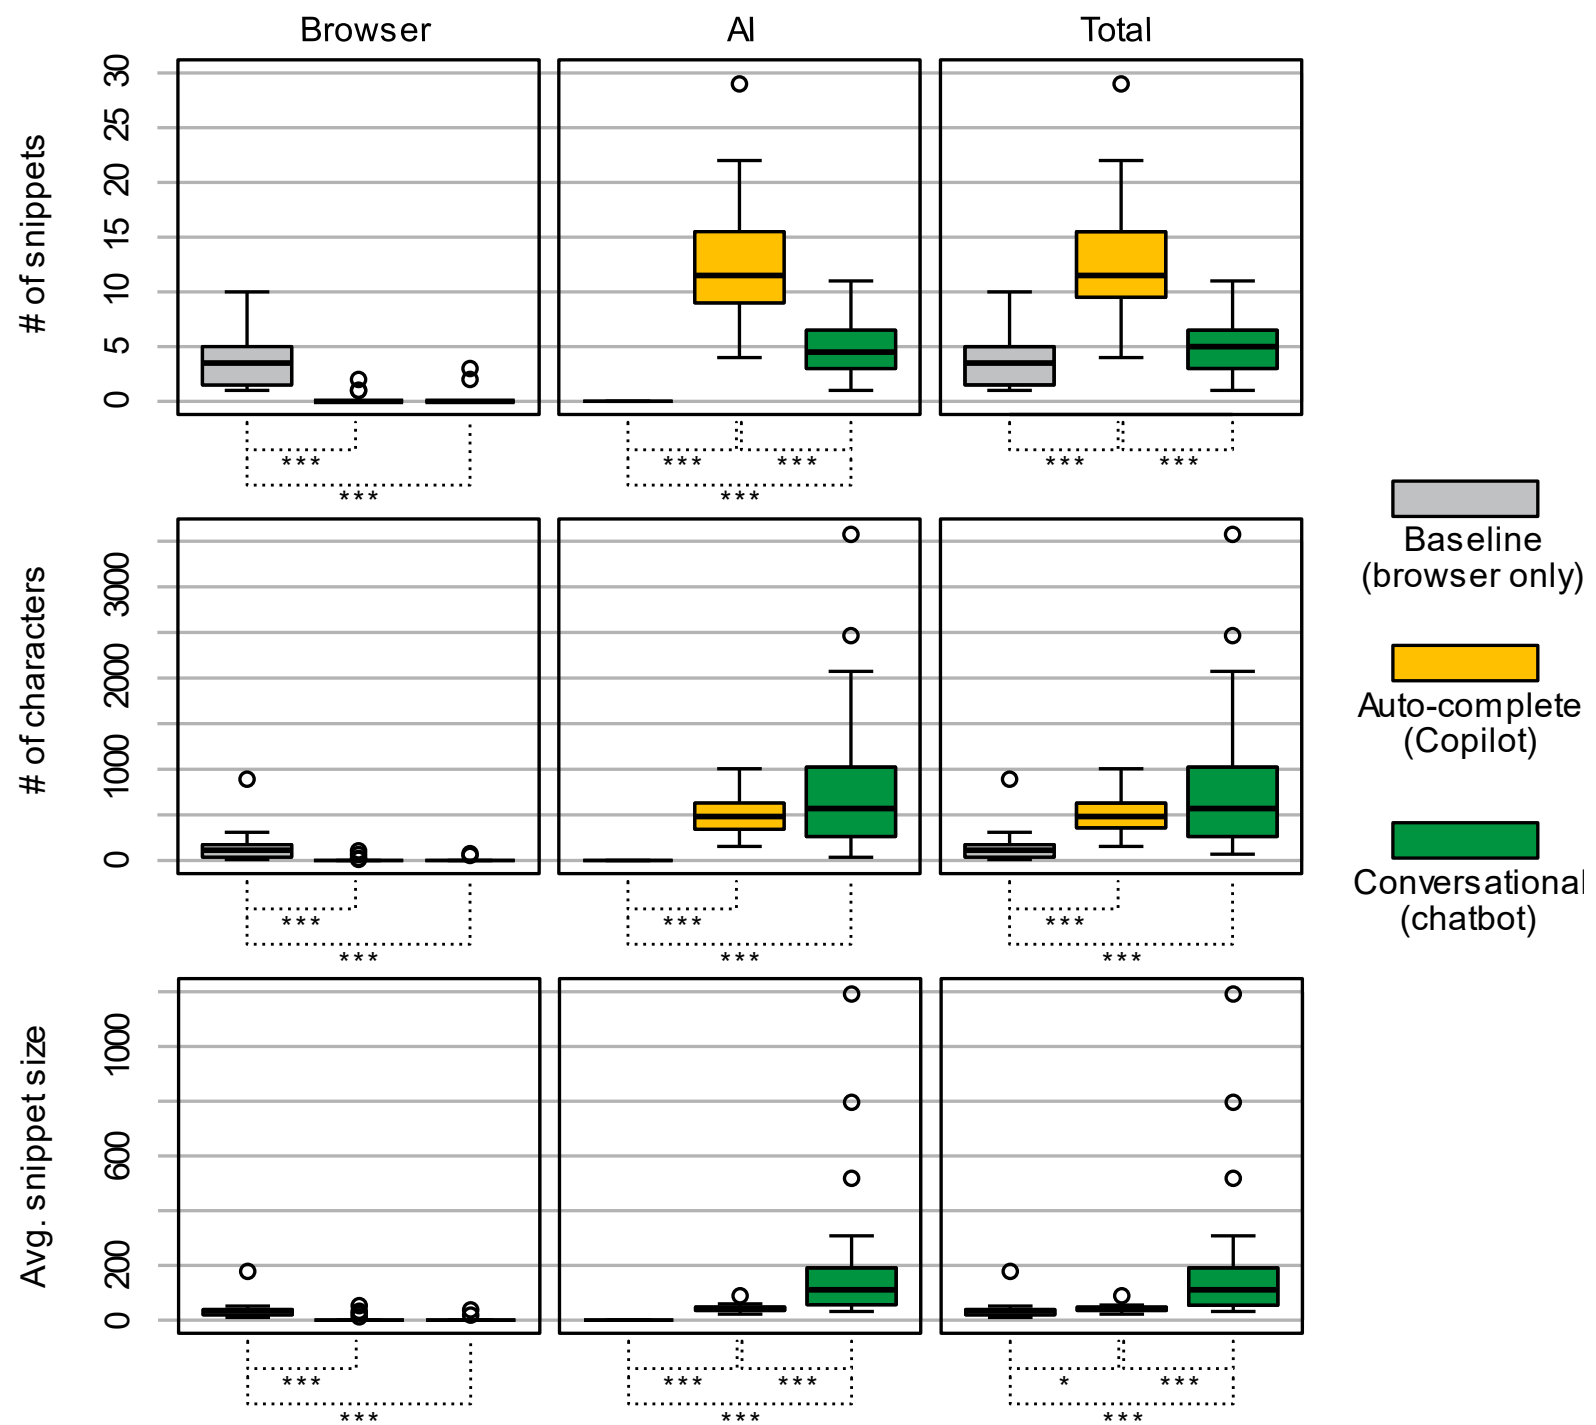 Browser AI Total
# of snippets
30
25
20
15
10
5
0
*** *** *** *** ***
*** ***
# of characters
3000
2000
1000
0
*** *** ***
*** *** ***
Avg. snippet size
1000
600
200
0
*** *** *** * ***
*** *** ***
Baseline
(browser only)
Auto-complete
(Copilot)
Conversational
(chatbot)